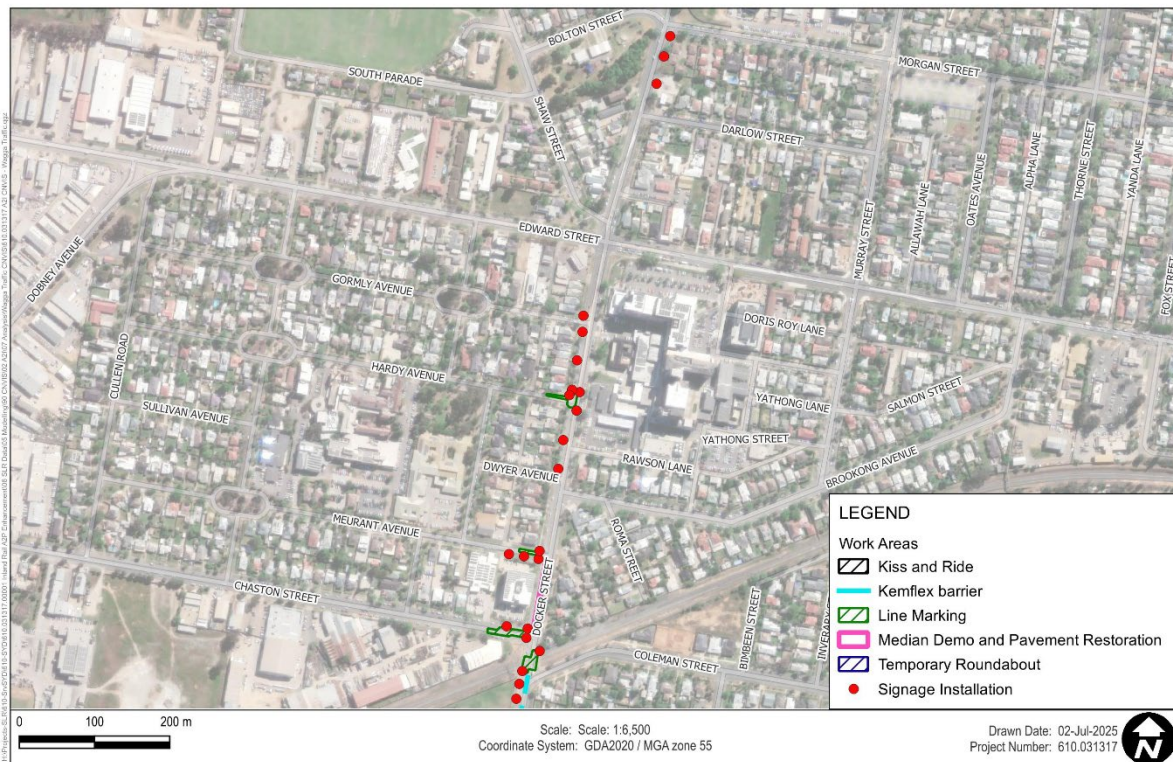 BOLTON STREET
MORGAN STREET
SOUTH PARADE
SHAW STREET
DARLOW STREET
ALPHA LANE
THORNE STREET
YANDA LANE
OATES AVENUE
ALLAWAH LANE
MURRAY STREET
EDWARD STREET
DOBNEY AVENUE
GORMLY AVENUE
FOX STREET
DORIS ROY LANE
CULLEN ROAD
HARDY AVENUE
SULLIVAN AVENUE
YATHONG LANE
SALMON STREET
YATHONG STREET
BROOKONG AVENUE
RAWSON LANE
DWYER AVENUE
MEURANT AVENUE
ROMA STREET
CHASTON STREET
DOCKER STREET
BIMBEEN STREET
COLEMAN STREET
LEGEND
Work Areas
Kiss and Ride
Kemflex barrier
Line Marking
Median Demo and Pavement Restoration
Temporary Roundabout
Signage Installation
0 100 200 m
Scale: Scale: 1:6,500
Coordinate System: GDA2020 / MGA zone 55
Drawn Date: 02-Jul-2025
Project Number: 610.031317
N